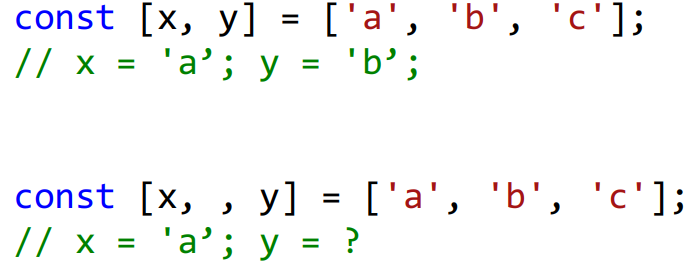 const [x, y] = ['a', 'b', 'c'];
// x = 'a’; y = 'b’;
const [x, , y] = ['a', 'b', 'c'];
// x = 'a’; y = ?